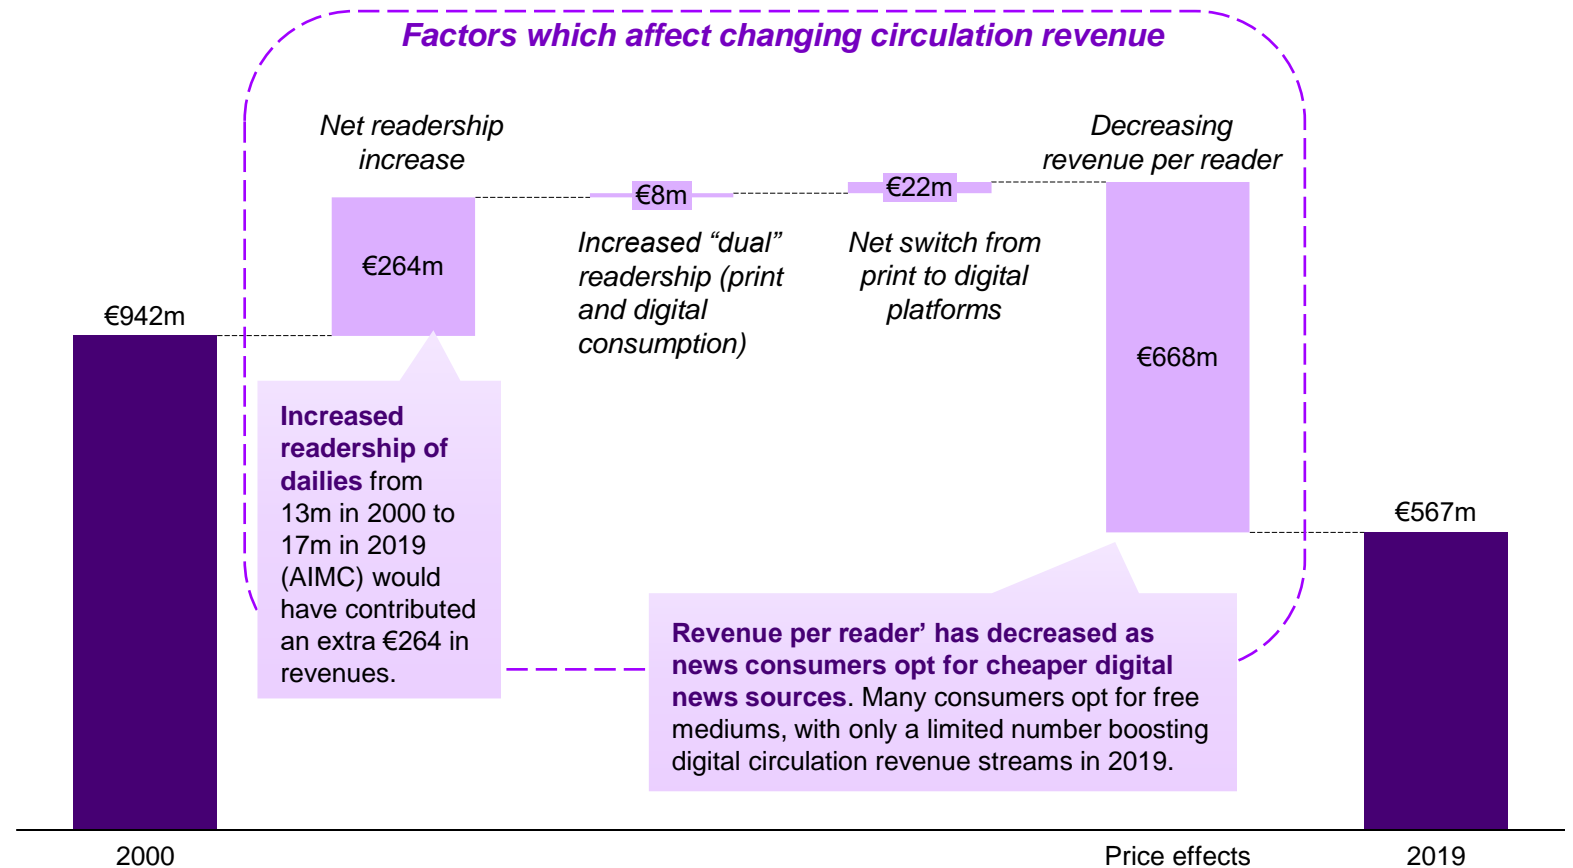 Factors which affect changing circulation revenue
Net readership
increase
Decreasing
revenue per reader
€8m
€22m
€264m
Increased “dual”
readership (print
and digital
consumption)
Net switch from
print to digital
platforms
€942m
€668m
Increased
readership of
dailies from
13m in 2000 to
17m in 2019
(AIMC) would
have contributed
an extra €264 in
revenues.
€567m
Revenue per reader’ has decreased as
news consumers opt for cheaper digital
news sources. Many consumers opt for free
mediums, with only a limited number boosting
digital circulation revenue streams in 2019.
2000
Price effects
2019